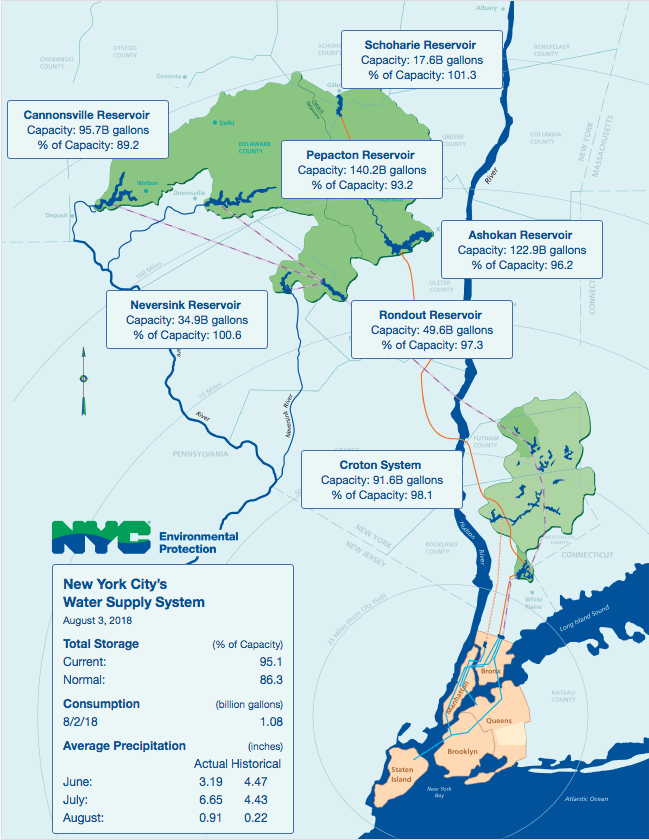 Albany
OTSEGO
COUNTY
CHENANGO
COUNTY
Oneonta
SCHOHARIE
COUNTY
RENSSELAER
COUNTY
Schoharie Reservoir
Capacity: 17.6B gallons
% of Capacity: 101.3
Cannonsville Reservoir
Capacity: 95.7B gallons
% of Capacity: 89.2
Delhi
DELAWARE
COUNTY
GREENE
COUNTY
COLUMBIA
COUNTY
NEW YORK
MASSACHUSETTS
Pepacton Reservoir
Capacity: 140.2B gallons
% of Capacity: 93.2
River
Walton
Downsville
Deposit
Ashokan Reservoir
Capacity: 122.9B gallons
% of Capacity: 96.2
100 Miles
ULSTER
COUNTY
Neversink Reservoir
Capacity: 34.9B gallons
% of Capacity: 100.6
Rondout Reservoir
Capacity: 49.6B gallons
% of Capacity: 97.3
75 Miles
River
Neversink River
PENNSYLVANIA
PUTNAM
COUNTY
Croton System
Capacity: 91.6B gallons
% of Capacity: 98.1
NYC
Environmental
Protection
NEW YORK
NEW JERSEY
ROCKLAND
COUNTY
Hudson
River
WESTCHESTER
COUNTY
CONNECTICUT
White
Plains
Long Island Sound
25 Miles (from City Hall)
New York City's
Water Supply System
August 3, 2018
Total Storage (% of Capacity)
Current: 95.1
Normal: 86.3
Consumption (billion gallons)
8/2/18 1.08
Average Precipitation (inches)
Actual Historical
June: 3.19 4.47
July: 6.65 4.43
August: 0.91 0.22
Bronx
Manhattan
NASSAU
COUNTY
Queens
Brooklyn
Staten
Island
New York
Bay
Atlantic Ocean